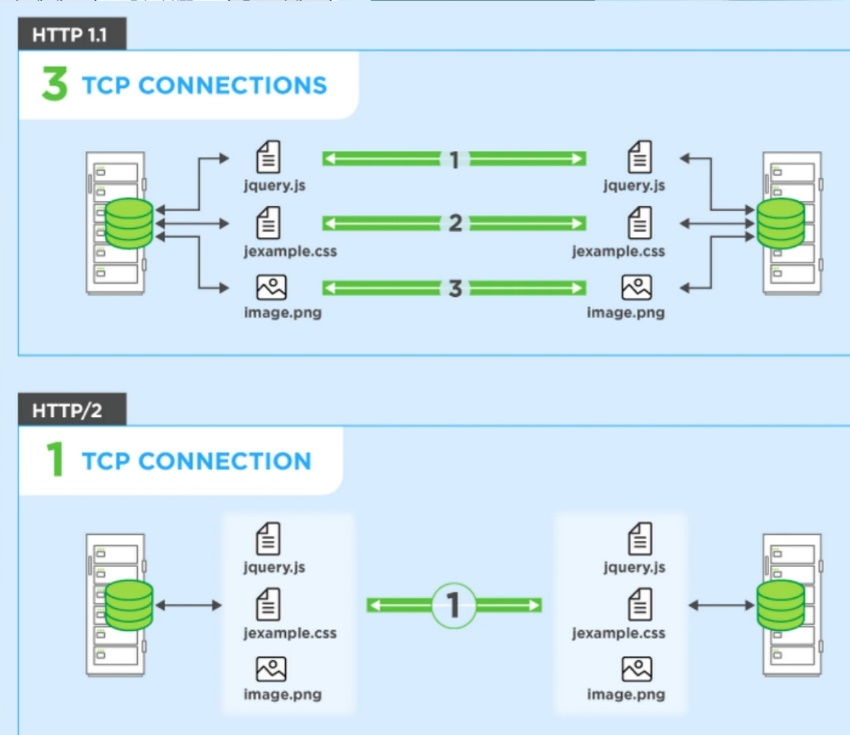 HTTP 1.1
3 TCP CONNECTIONS
jquery.js 1 jquery.js
jexample.css 2 jexample.css
image.png 3 image.png
HTTP/2
1 TCP CONNECTION
jquery.js jquery.js
1
jexample.css jexample.css
image.png image.png